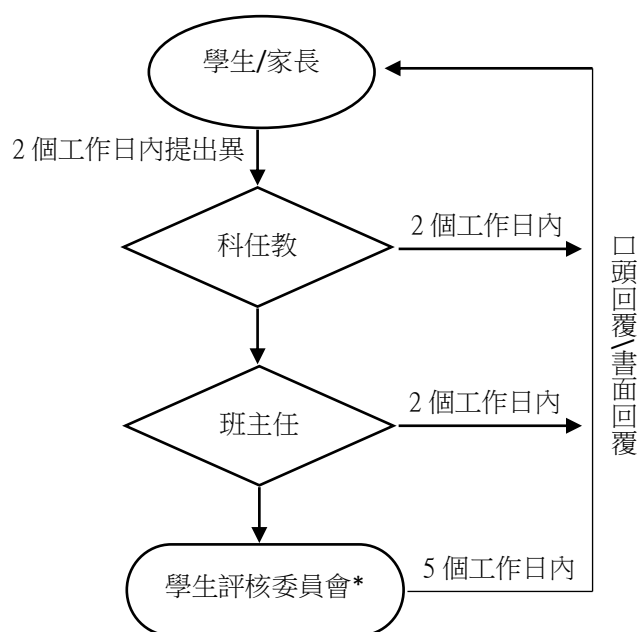 學生/家長
2 個工作日內提出異
科任教
2 個工作日內
班主任
2 個工作日內
學生評核委員會*
5 個工作日內
口頭回覆\書面回覆